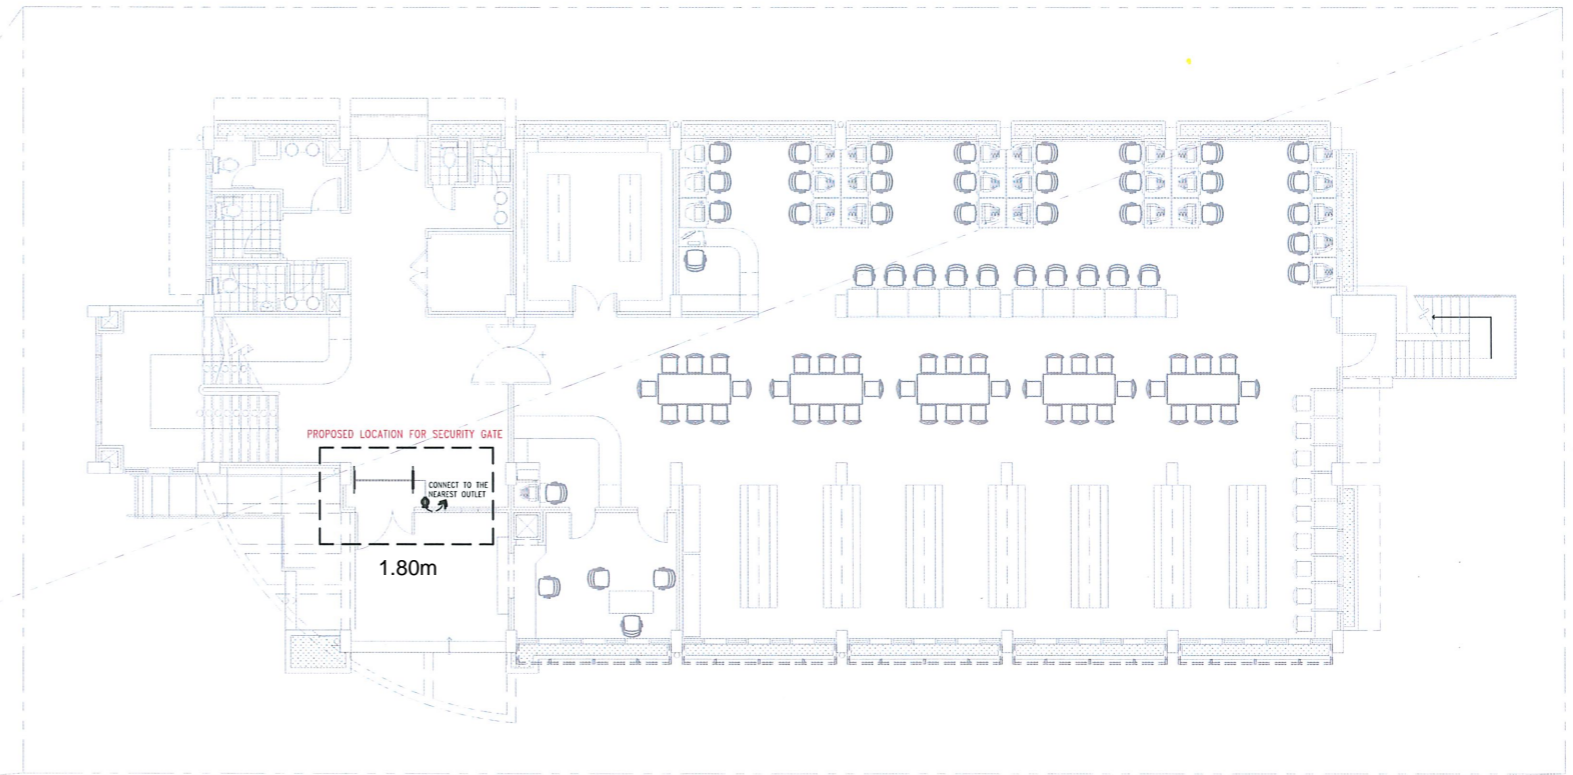 PROPOSED LOCATION FOR SECURITY GATE
CONNECT TO THE
NEAREST OUTLET
1.80m